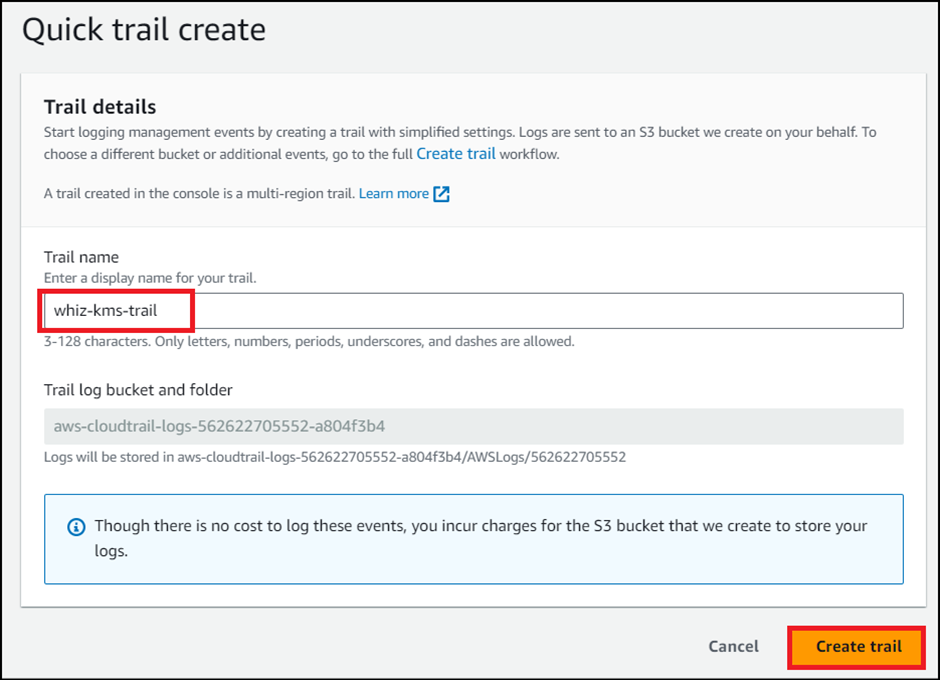 Quick trail create
Trail details
Start logging management events by creating a trail with simplified settings. Logs are sent to an S3 bucket we create on your behalf. To
choose a different bucket or additional events, go to the full Create trail workflow.
A trail created in the console is a multi-region trail. Learn more
Trail name
Enter a display name for your trail.
whiz-kms-trail
3-128 characters. Only letters, numbers, periods, underscores, and dashes are allowed.
Trail log bucket and folder
aws-cloudtrail-logs-562622705552-a804f3b4
Logs will be stored in aws-cloudtrail-logs-562622705552-a804f3b4/AWSLogs/562622705552
Though there is no cost to log these events, you incur charges for the S3 bucket that we create to store your
logs.
Cancel
Create trail